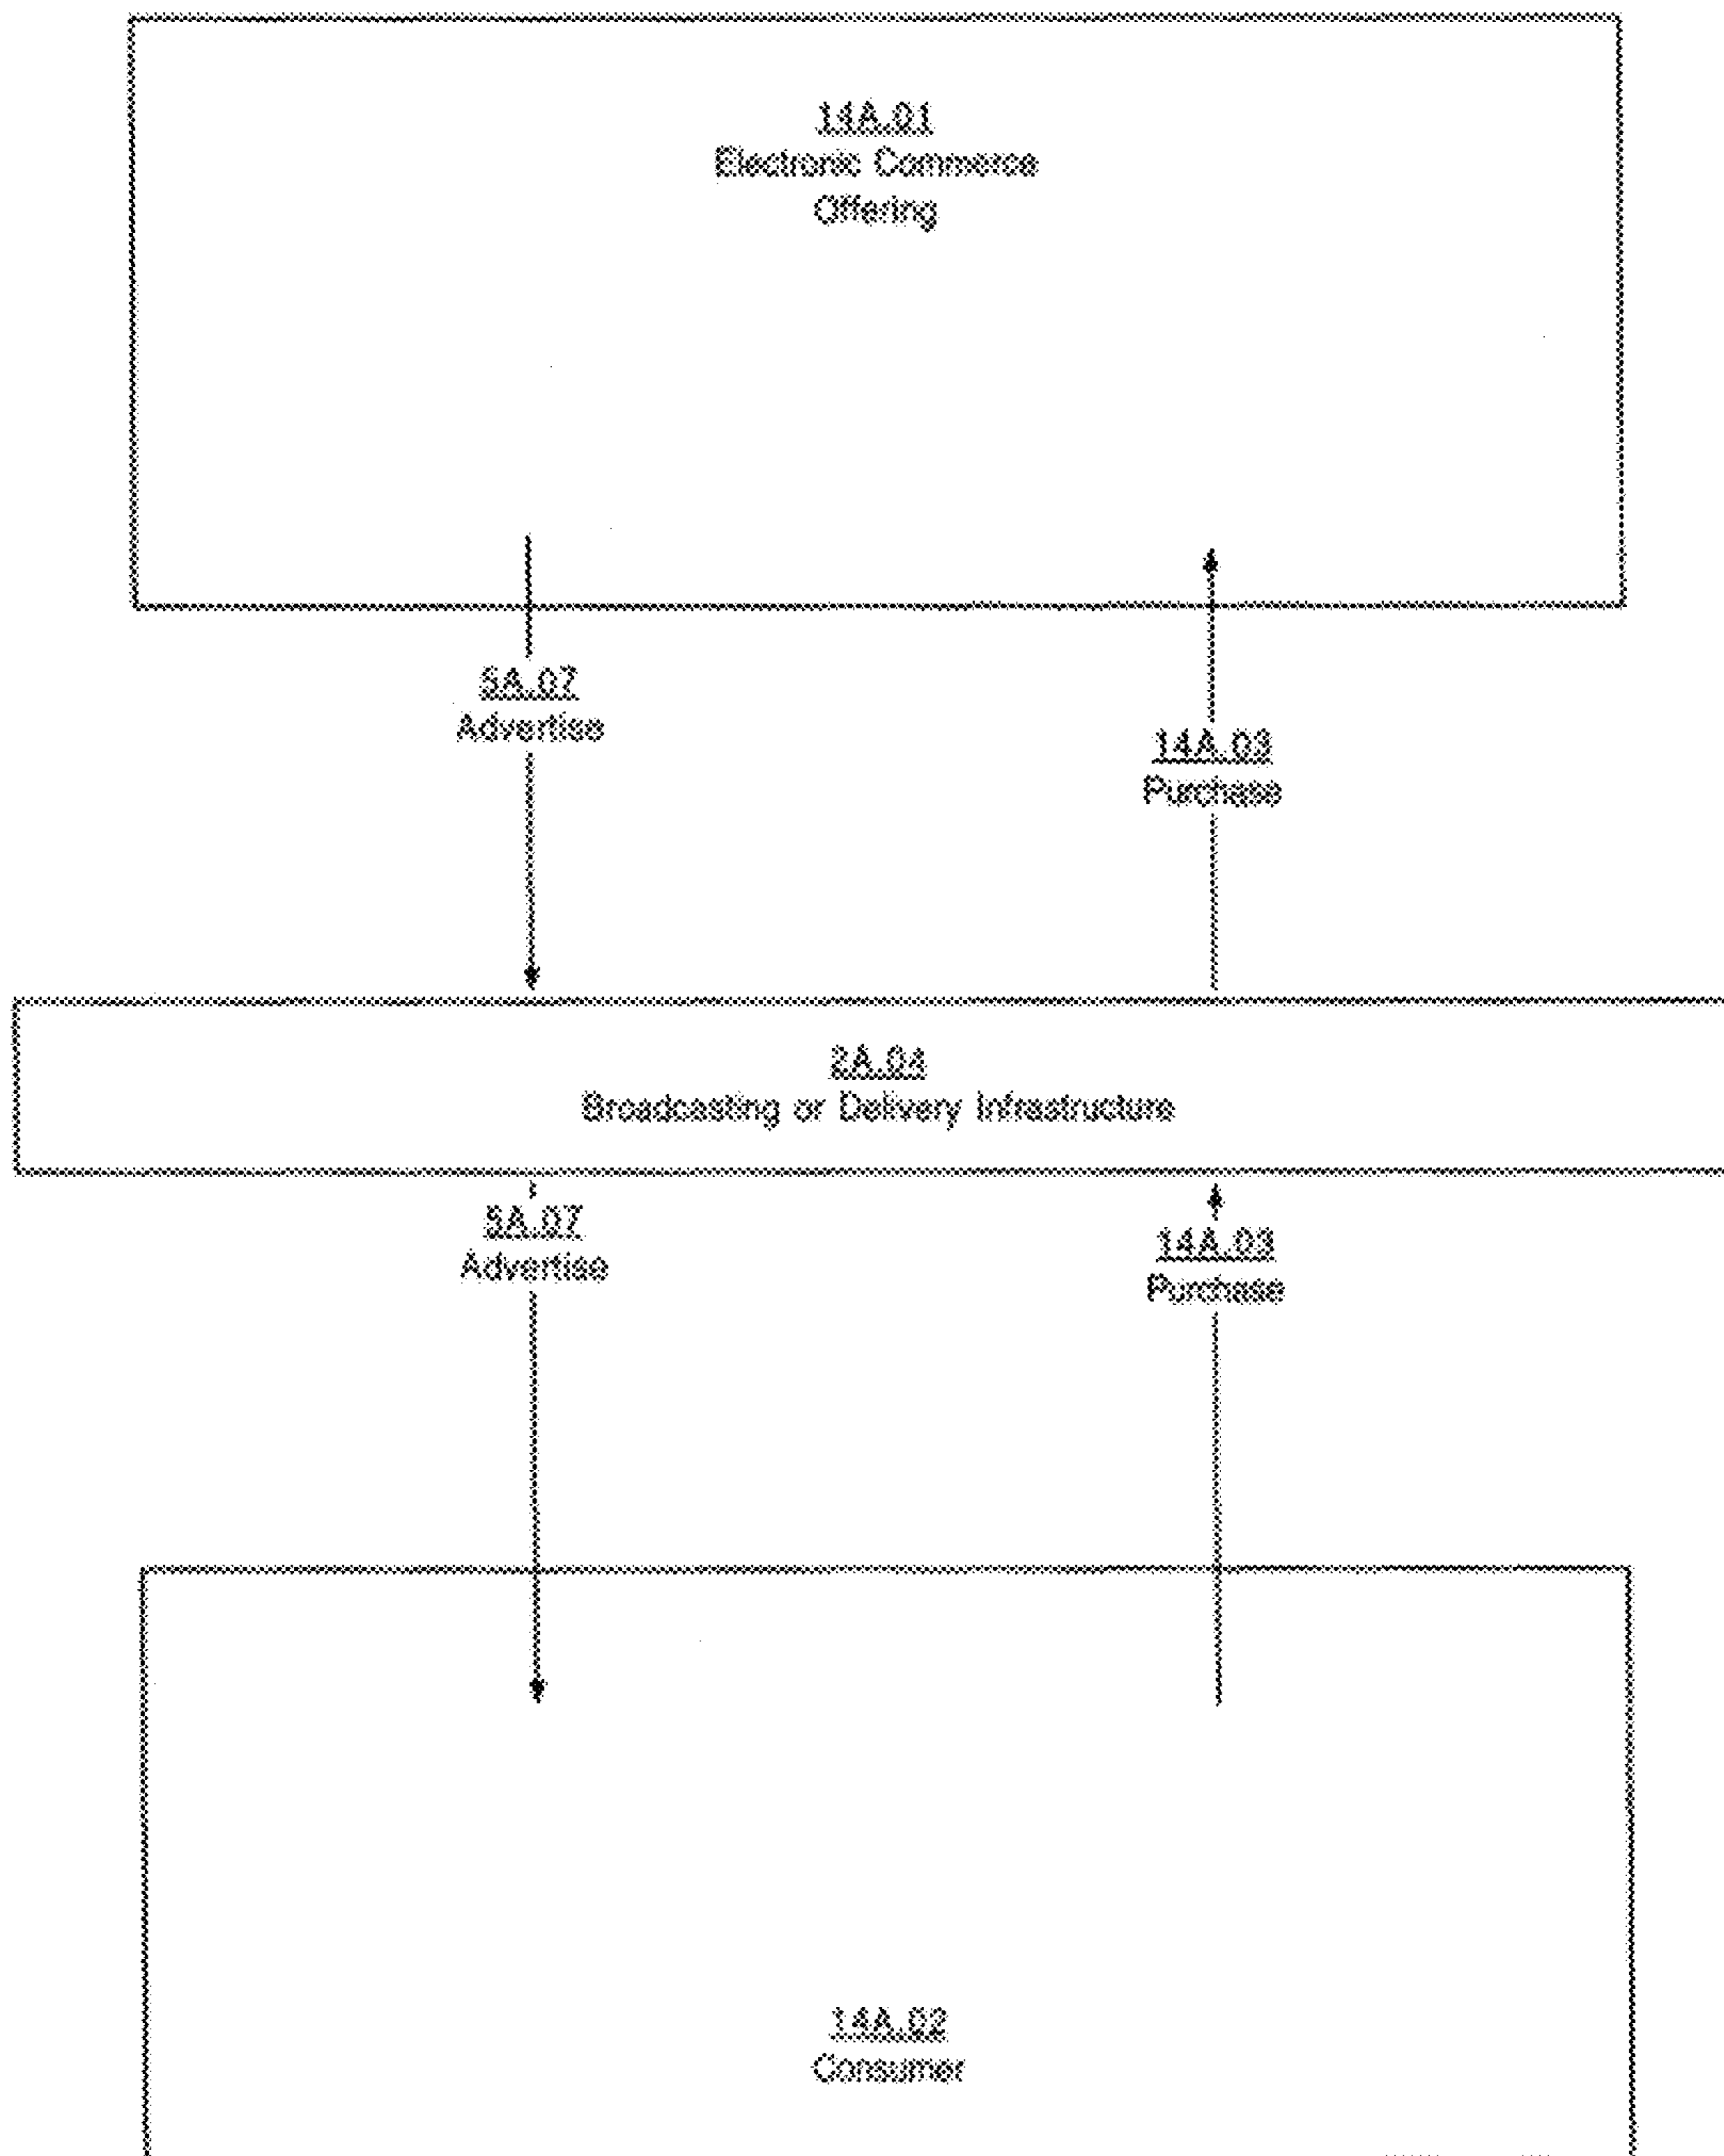 14A.01
Electronic Commerce
Offering
5A.07
Advertise
14A.03
Purchase
2A.04
Broadcasting or Delivery Infrastructure
5A.07
Advertise
14A.03
Purchase
14A.02
Consumer